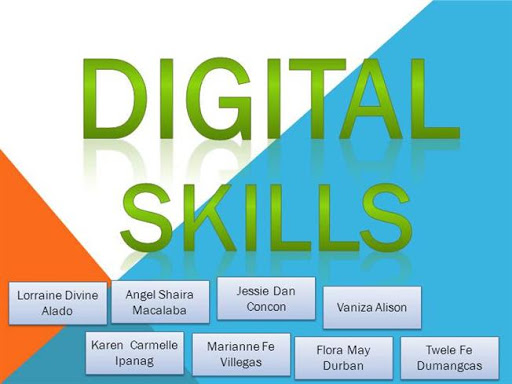 DIGITAL
SKILLS
Lorraine Divine
Alado
Angel Shaira
Macalaba
Jessie Dan
Concon
Vaniza Alison
Karen Carmelle
Ipanag
Marianne Fe
Villegas
Flora May
Durban
Twele Fe
Dumangcas